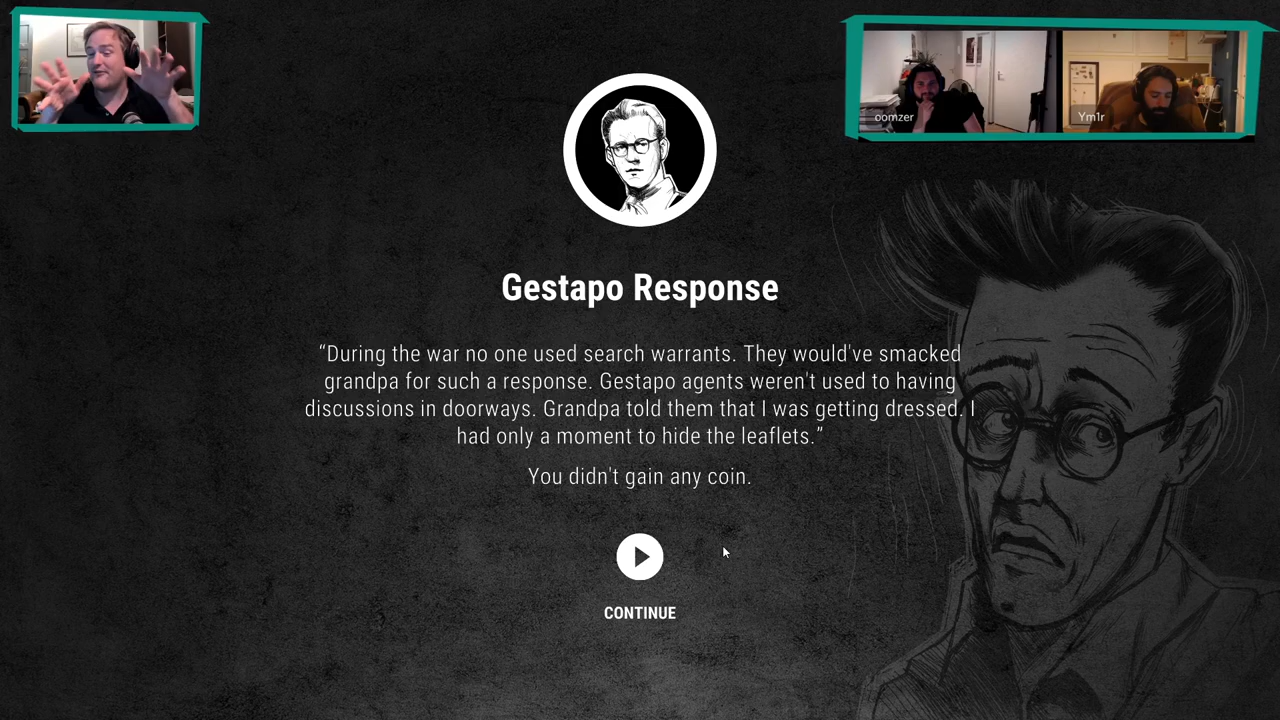 oomzer
Ym1r
Gestapo Response
“During the war no one used search warrants. They would've smacked
grandpa for such a response. Gestapo agents weren't used to having
discussions in doorways. Grandpa told them that I was getting dressed. I
had only a moment to hide the leaflets.”
You didn't gain any coin.
CONTINUE